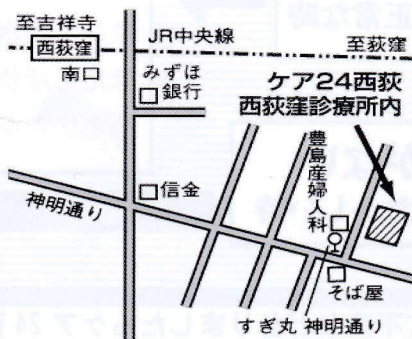 至吉祥寺
西荻窪
JR中央線
至荻窪
南口
みずほ
銀行
ケア24西荻
西荻窪診療所内
豊島産婦人科
信金
神明通り
そば屋
すぎ丸 神明通り